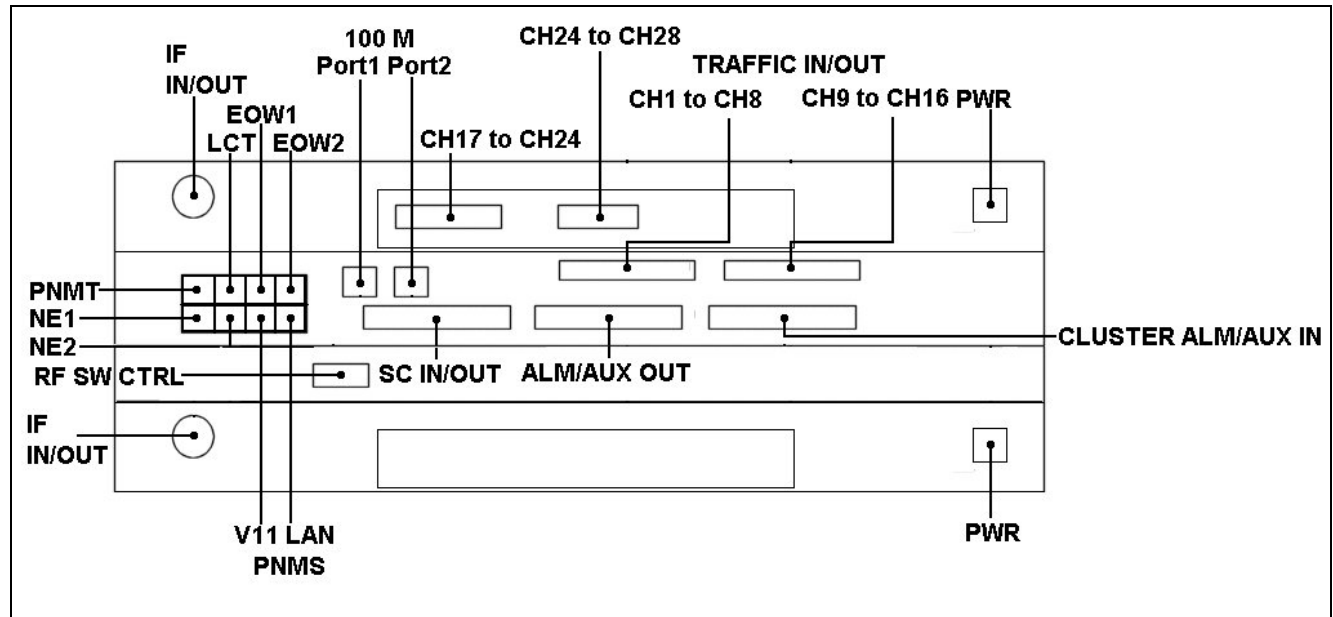 100 M
Port1 Port2
CH24 to CH28
IF
IN/OUT
TRAFFIC IN/OUT
CH1 to CH8
CH9 to CH16
PWR
EOW1
LCT
EOW2
CH17 to CH24
PNMT
NE1
NE2
CLUSTER ALM/AUX IN
RF SW CTRL
SC IN/OUT
ALM/AUX OUT
IF
IN/OUT
V11 LAN
PNMS
PWR